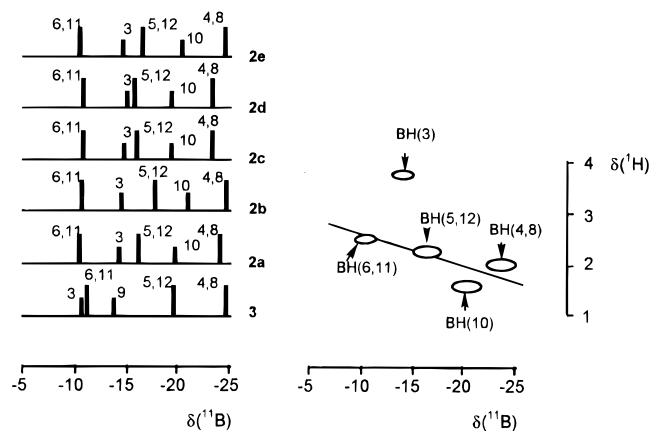 6,11 3 5,12 10 4,8 2e
6,11 3 5,12 10 4,8 2d
6,11 3 5,12 10 4,8 2c
6,11 3 5,12 10 4,8 2b
6,11 3 5,12 10 4,8 2a
3 6,11 9 5,12 4,8 3
-5 -10 -15 -20 -25
δ(¹¹B)
BH(3)
BH(5,12)
BH(4,8)
BH(6,11)
BH(10)
4 δ(¹H)
3
2
1
-5 -10 -15 -20 -25
δ(¹¹B)